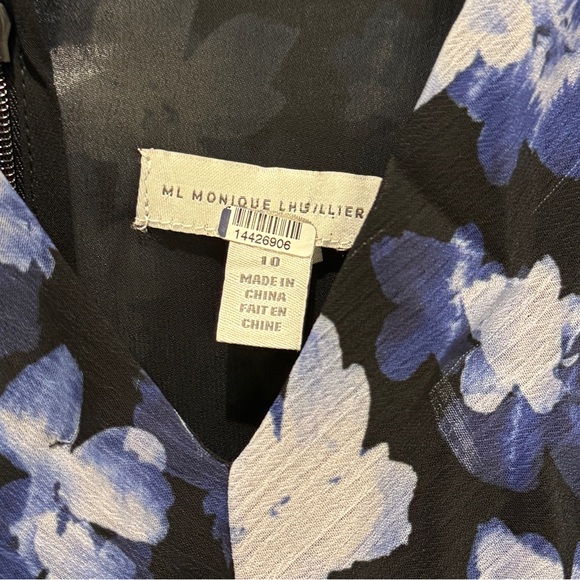 ML MONIQUE LHUILLIER
14426906
10
MADE IN
CHINA
FAIT EN
CHINE